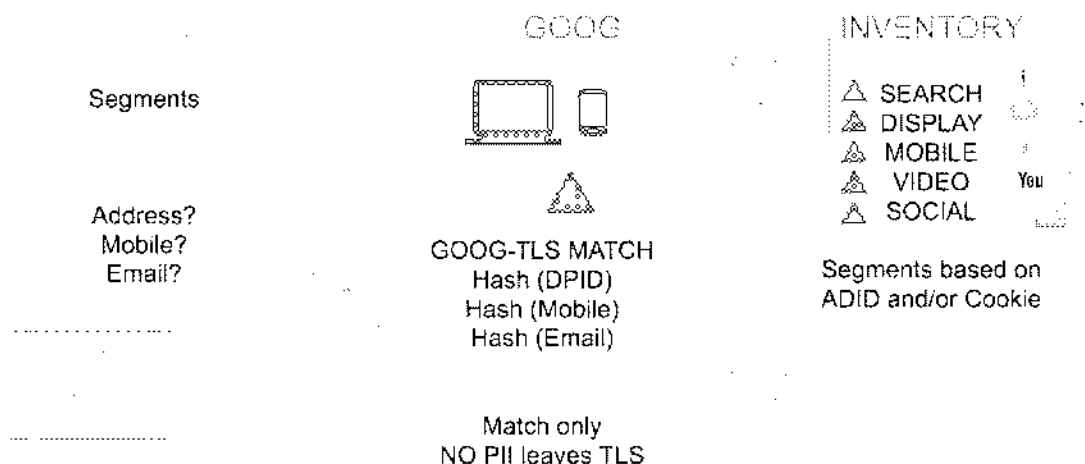 GOOG
INVENTORY
Segments
SEARCH
DISPLAY
MOBILE
VIDEO
SOCIAL
You
Address?
Mobile?
Email?
GOOG-TLS MATCH
Hash (DPID)
Hash (Mobile)
Hash (Email)
Segments based on
ADID and/or Cookie
Match only
NO PII leaves TLS